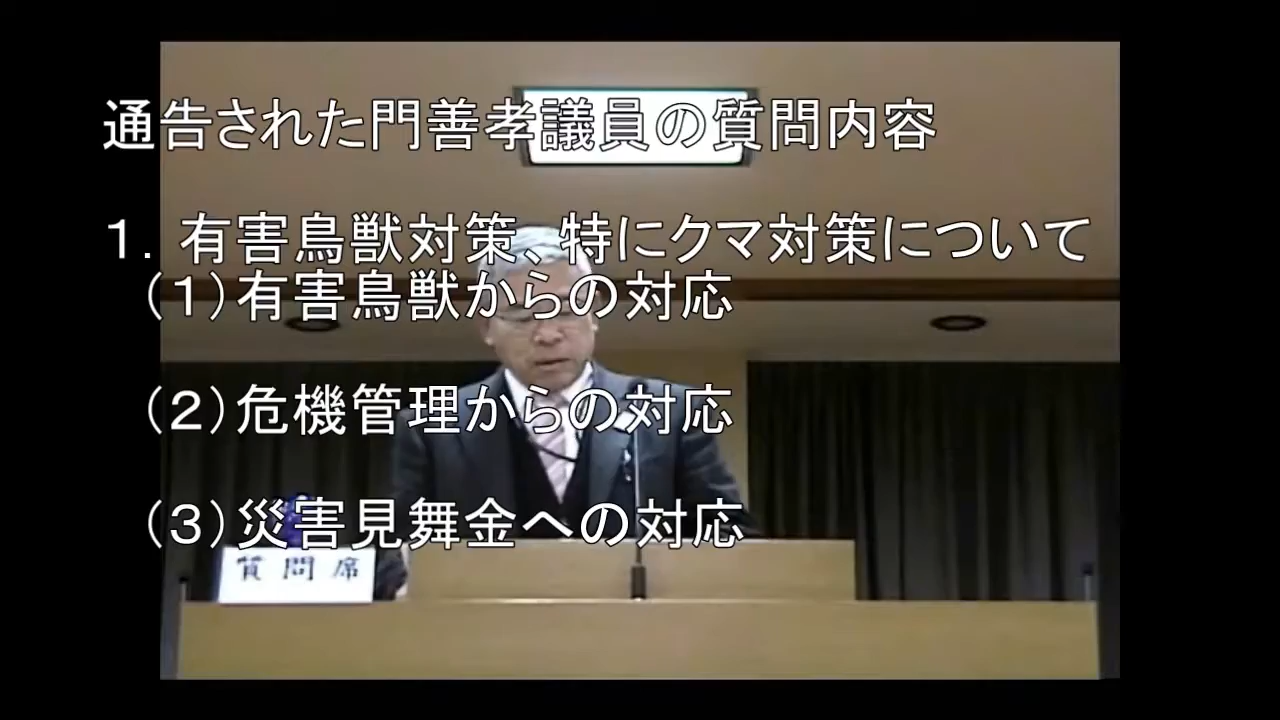 通告された門善孝議員の質問内容
１．有害鳥獣対策、特にクマ対策について
（１）有害鳥獣からの対応
（２）危機管理からの対応
（３）災害見舞金への対応
質問席